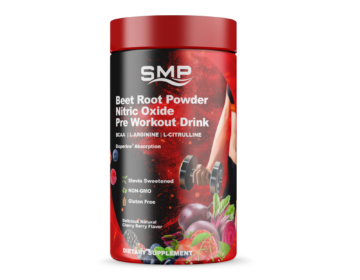 SMP
Beet Root Powder
Nitric Oxide
Pre Workout Drink
BCAA | L-ARGININE | L-CITRULLINE
Bioperine® Absorption
Stevia Sweetened
NON-GMO
Gluten Free
Natural
Cherry Berry Flavor
DIETARY SUPPLEMENT